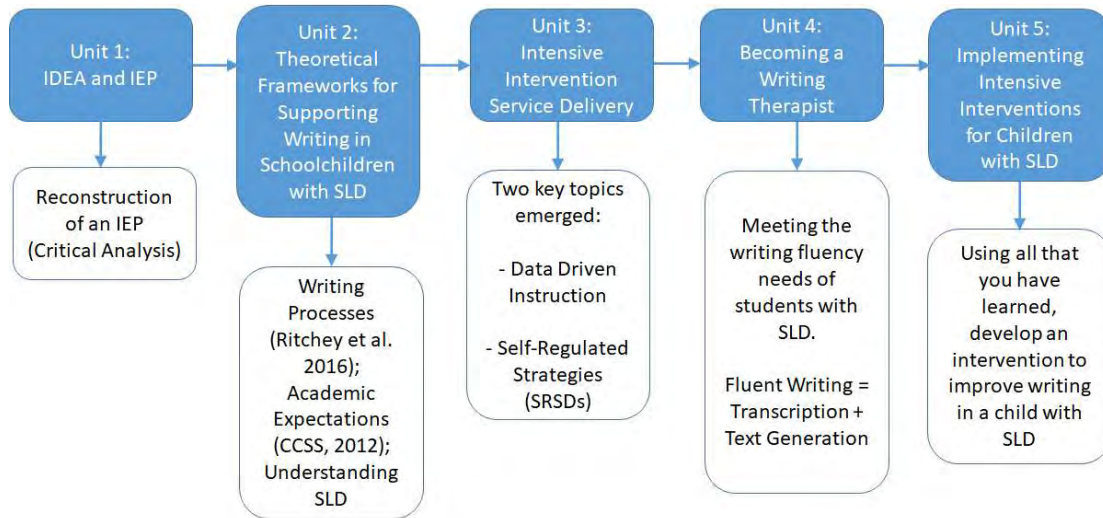 Unit 1:
IDEA and IEP
Reconstruction
of an IEP
(Critical Analysis)
Unit 2:
Theoretical
Frameworks for
Supporting
Writing in
Schoolchildren
with SLD
Writing
Processes
(Ritchey et al.
2016);
Academic
Expectations
(CCSS, 2012);
Understanding
SLD
Unit 3:
Intensive
Intervention
Service Delivery
Two key topics
emerged:
- Data Driven
Instruction
- Self-Regulated
Strategies
(SRSDs)
Unit 4:
Becoming a
Writing
Therapist
Meeting the
writing fluency
needs of
students with
SLD.
Fluent Writing =
Transcription +
Text Generation
Unit 5:
Implementing
Intensive
Interventions
for Children
with SLD
Using all that
you have
learned,
develop an
intervention to
improve writing
in a child with
SLD